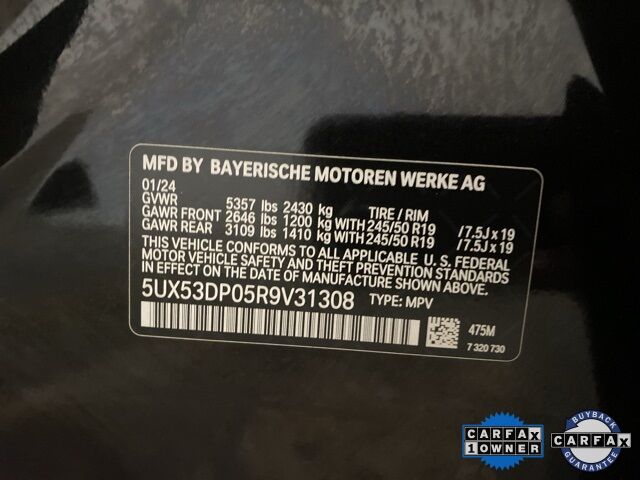 MFD BY BAYERISCHE MOTOREN WERKE AG
01/24
GVWR 5357 lbs 2430 kg TIRE / RIM
GAWR FRONT 2646 lbs 1200 kg WITH 245/50 R19 /7.5J x 19
GAWR REAR 3109 lbs 1410 kg WITH 245/50 R19 /7.5J x 19
THIS VEHICLE CONFORMS TO ALL APPLICABLE U. S. FEDERAL
MOTOR VEHICLE SAFETY AND THEFT PREVENTION STANDARDS
IN EFFECT ON THE DATE OF MANUFACTURE SHOWN ABOVE.
5UX53DP05R9V31308 TYPE: MPV
475M
7 320 730
CARFAX
1 OWNER
BUYBACK
CARFAX
GUARANTEE